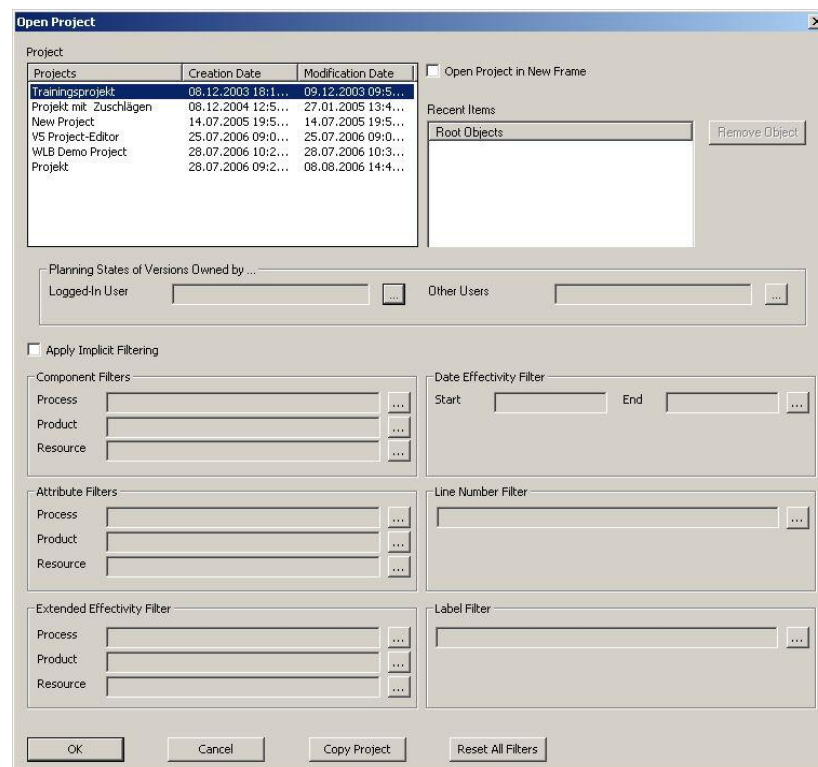 Open Project
Project
Projects Creation Date Modification Date
Trainingsprojekt 08.12.2003 18:1... 09.12.2003 09:5...
Projekt mit Zuschlägen 08.12.2004 12:5... 27.01.2005 13:4...
New Project 14.07.2005 19:5... 14.07.2005 19:5...
V5 Project-Editor 25.07.2006 09:0... 25.07.2006 09:0...
WLB Demo Project 28.07.2006 10:2... 28.07.2006 10:3...
Projekt 28.07.2006 09:2... 08.08.2006 14:4...
Open Project in New Frame
Recent Items
Root Objects
Remove Object
Planning States of Versions Owned by ...
Logged-In User ... Other Users ...
Apply Implicit Filtering
Component Filters
Process ...
Product ...
Resource ...
Date Effectivity Filter
Start End ...
Attribute Filters
Process ...
Product ...
Resource ...
Line Number Filter
...
Extended Effectivity Filter
Process ...
Product ...
Resource ...
Label Filter
...
OK Cancel Copy Project Reset All Filters